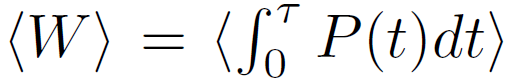 ⟨W⟩ = ⟨∫₀^τ P(t)dt⟩